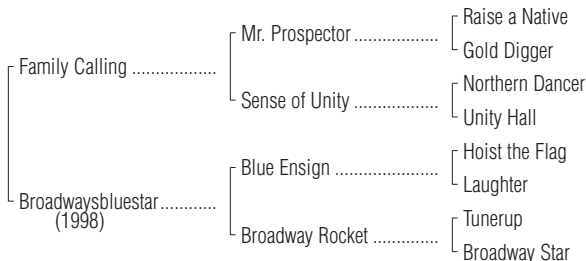 Raise a Native
Mr. Prospector ..................
Gold Digger
Family Calling ..................
Northern Dancer
Sense of Unity ..................
Unity Hall
Hoist the Flag
Blue Ensign ......................
Laughter
Broadwaysbluestar............
(1998)
Tunerup
Broadway Rocket ..............
Broadway Star